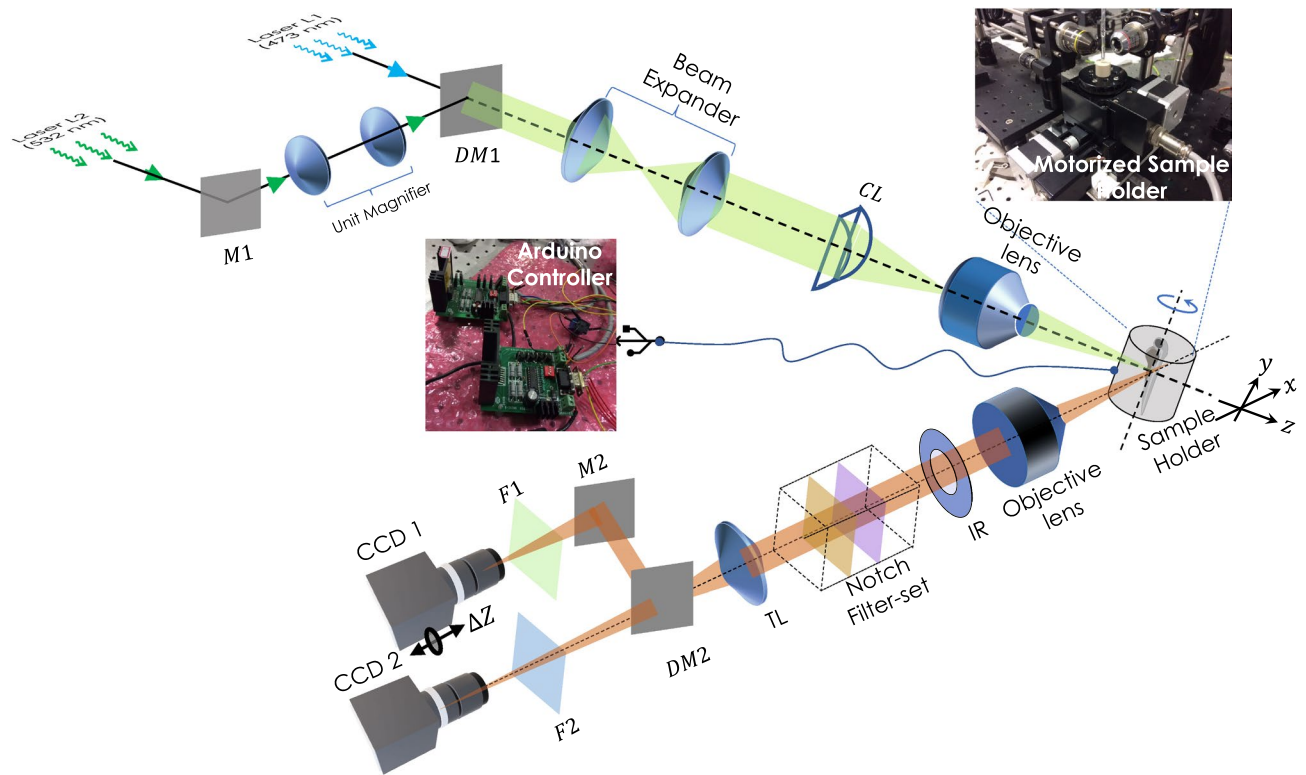 Laser L1
(473 nm)
Laser L2
(532 nm)
M1
Unit Magnifier
DM1
Beam
Expander
CL
Objective
lens
Motorized Sample
Holder
Arduino
Controller
Sample
Holder
y
x
z
Objective
lens
IR
Notch
Filter-set
TL
DM2
M2
F1
CCD 1
ΔZ
CCD 2
F2